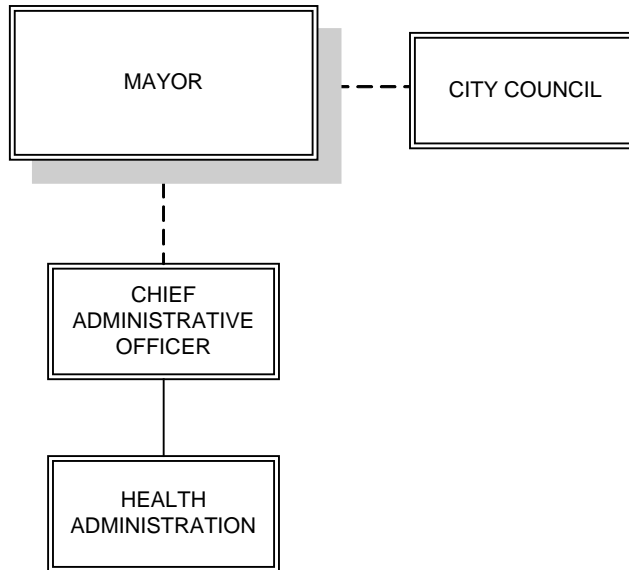 MAYOR
CITY COUNCIL
CHIEF
ADMINISTRATIVE
OFFICER
HEALTH
ADMINISTRATION